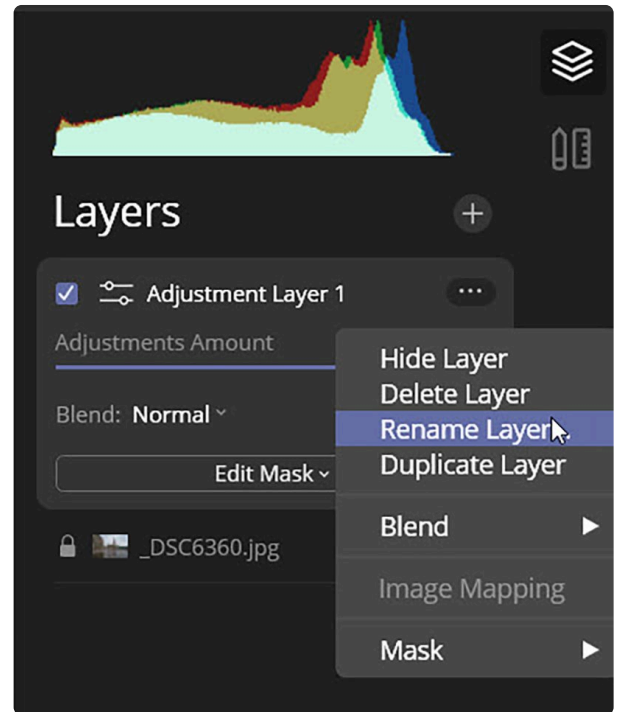 Layers
Adjustment Layer 1
Adjustments Amount
Blend: Normal
Edit Mask
_DSC6360.jpg
Hide Layer
Delete Layer
Rename Layer...
Duplicate Layer
Blend
Image Mapping
Mask